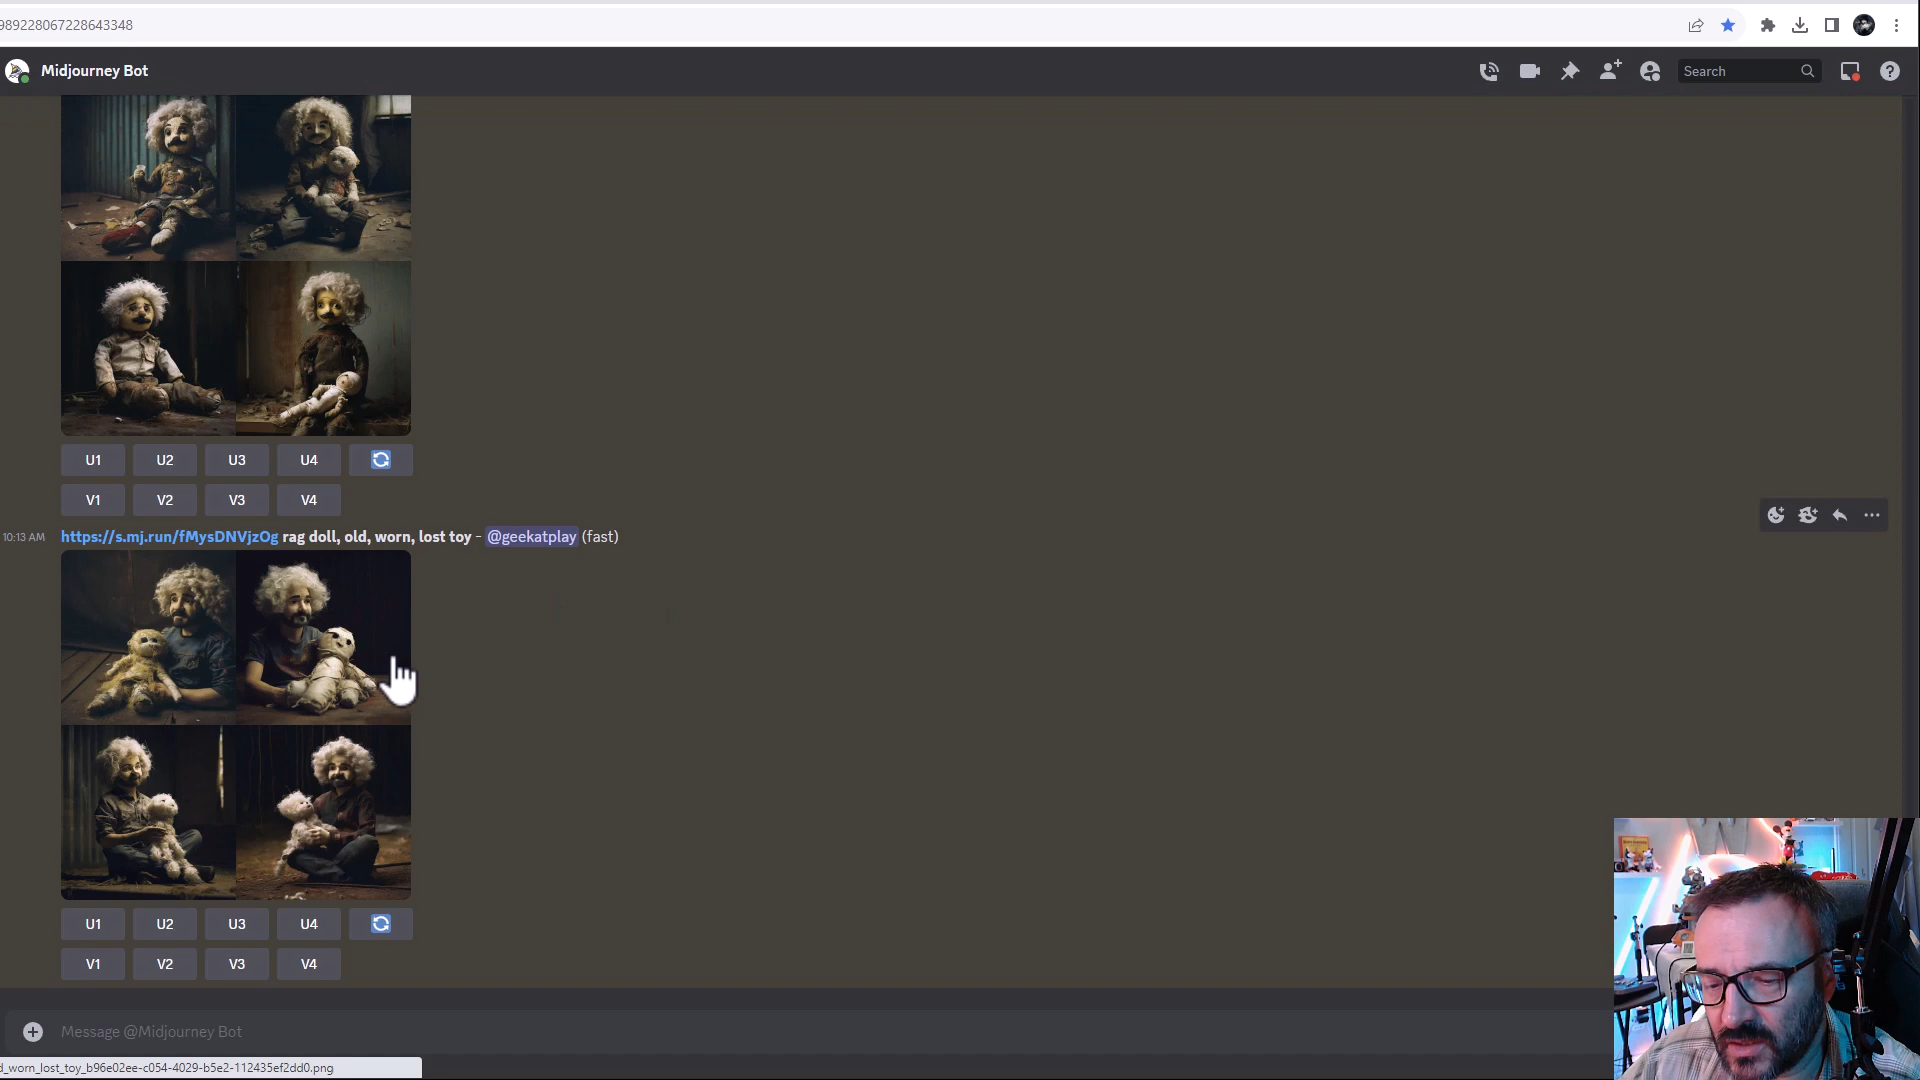 989228067228643348
Midjourney Bot
Search
U1 U2 U3 U4
V1 V2 V3 V4
10:13 AM https://s.mj.run/fMysDNVjzOg rag doll, old, worn, lost toy - @geekatplay (fast)
U1 U2 U3 U4
V1 V2 V3 V4
Message @Midjourney Bot
d_worn_lost_toy_b96e02ee-c054-4029-b5e2-112435ef2dd0.png